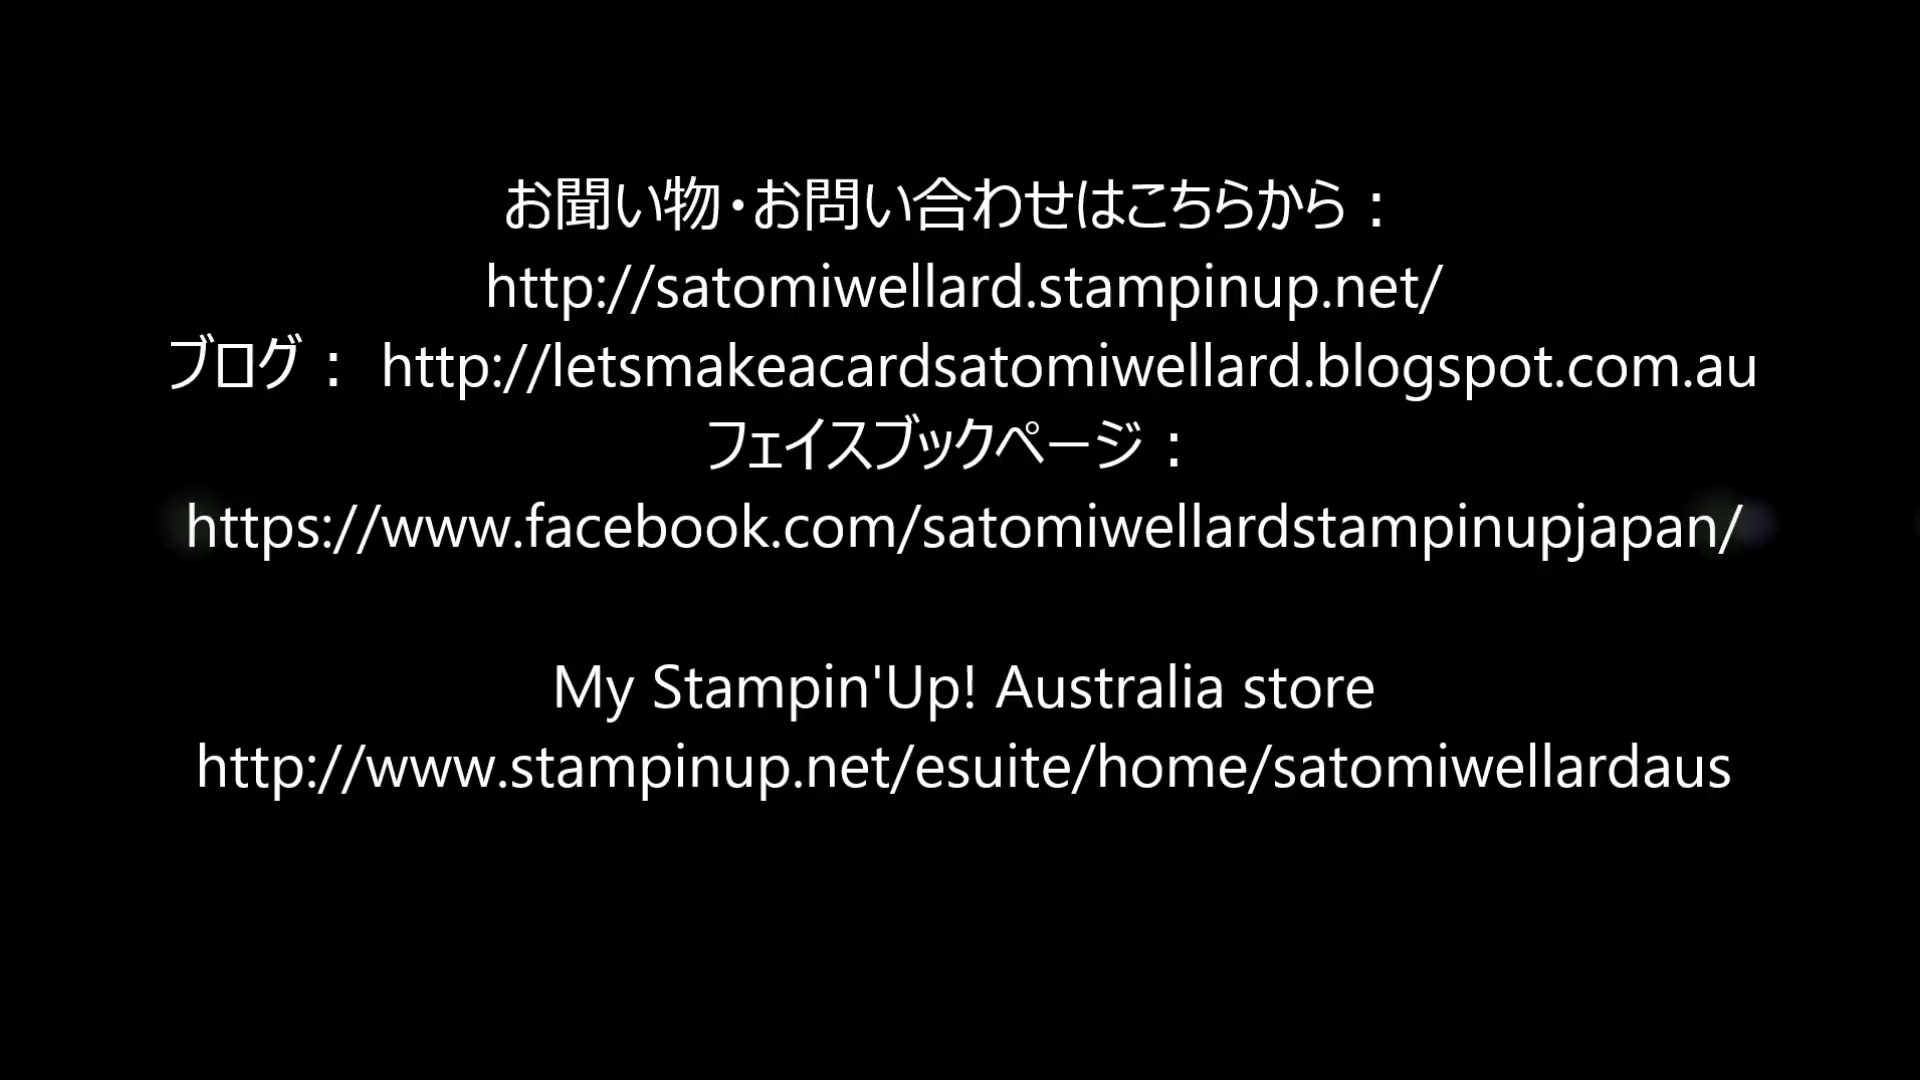 お聞い物・お問い合わせはこちらから：
http://satomiwellard.stampinup.net/
ブログ： http://letsmakeacardsatomiwellard.blogspot.com.au
フェイスブックページ：
https://www.facebook.com/satomiwellardstampinupjapan/
My Stampin'Up! Australia store
http://www.stampinup.net/esuite/home/satomiwellardaus